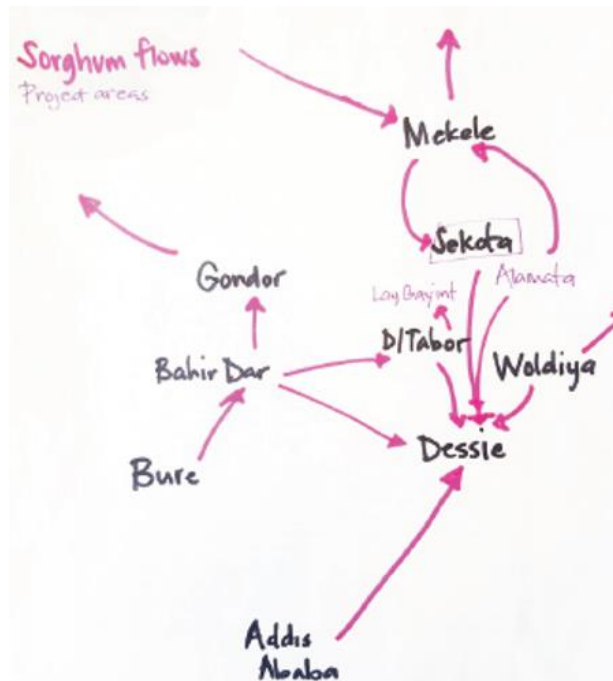 Sorghum flows
Project areas
Mekele
Sekota
Alamata
Gondor
Lay Gayint
D/Tabor
Bahir Dar
Woldiya
Dessie
Bure
Addis
Ababa